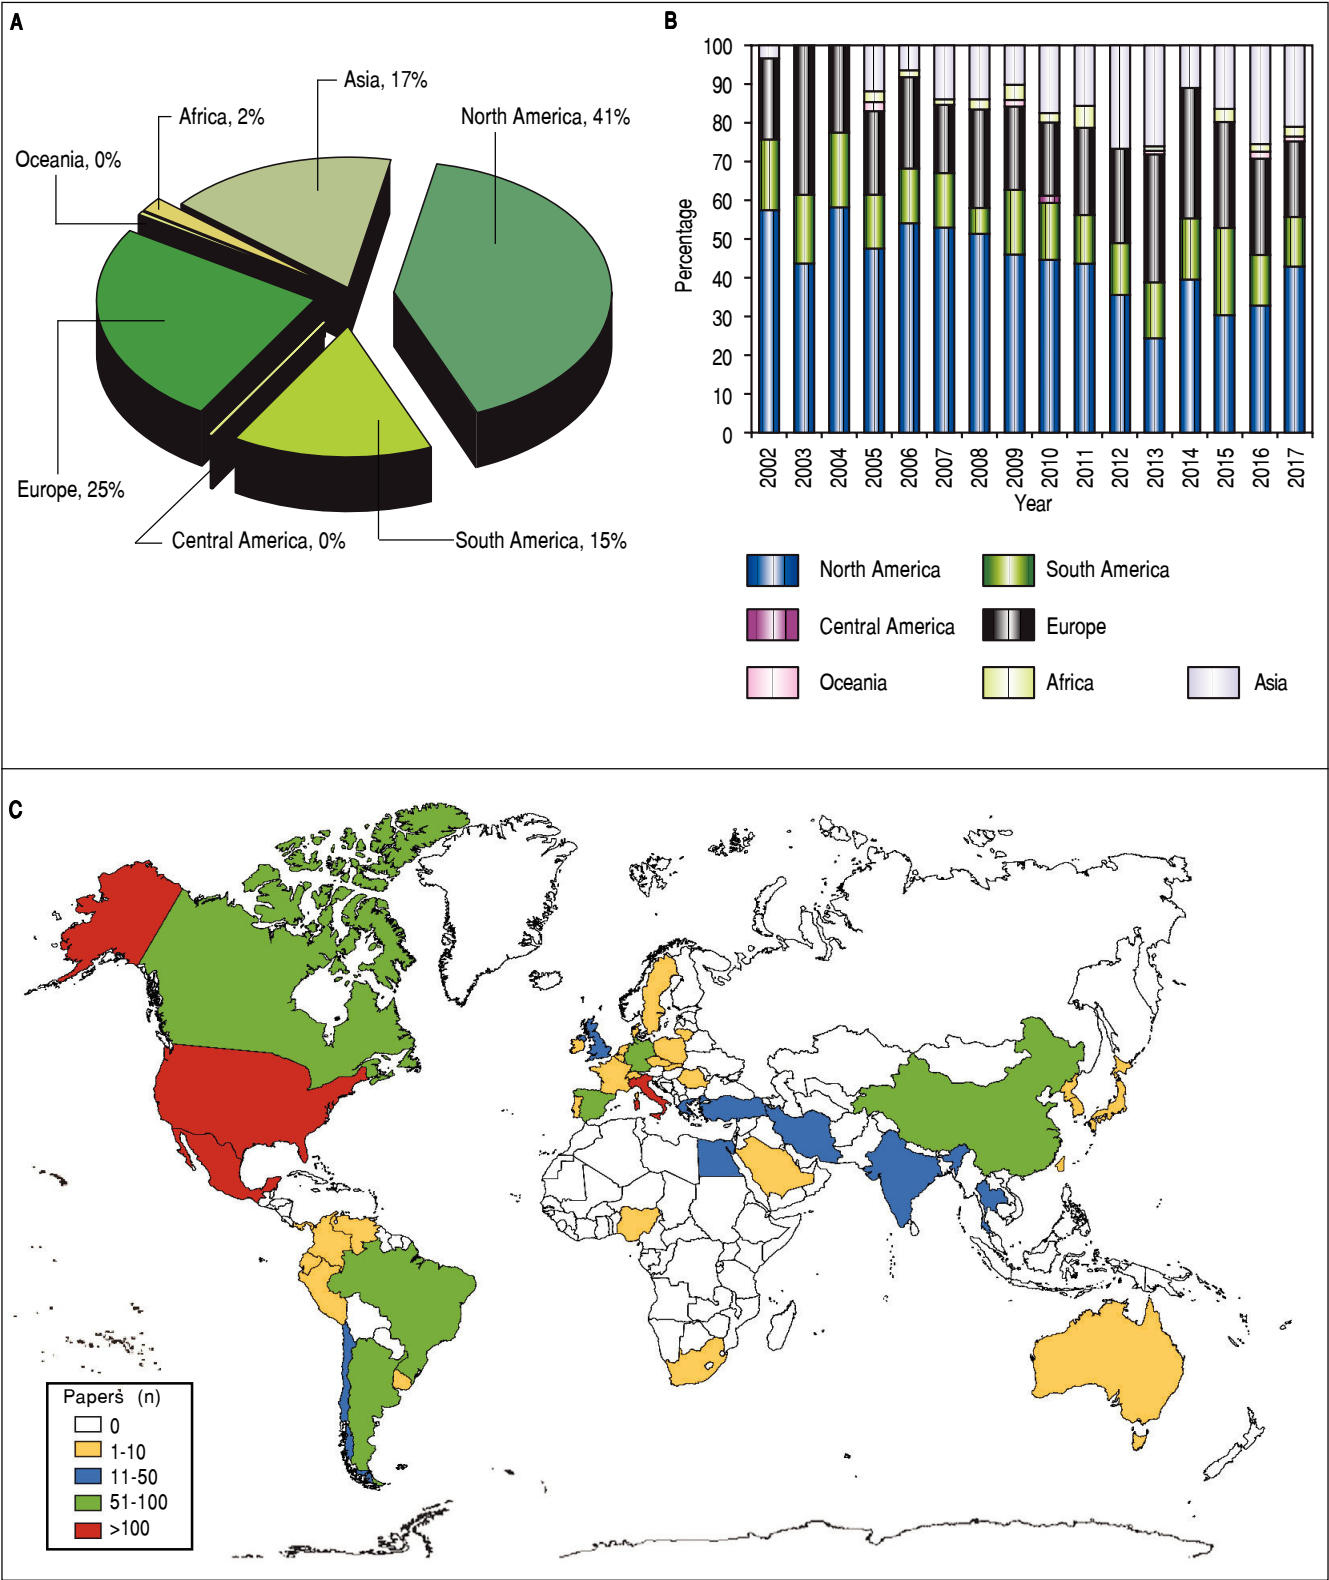 A
Asia, 17%
Africa, 2%
North America, 41%
Oceania, 0%
Europe, 25%
Central America, 0%
South America, 15%
B
100
90
80
70
60
50
40
30
20
10
0
Percentage
2002 2003 2004 2005 2006 2007 2008 2009 2010 2011 2012 2013 2014 2015 2016 2017
Year
North America
South America
Central America
Europe
Oceania
Africa
Asia
C
Papers (n)
0
1-10
11-50
51-100
>100